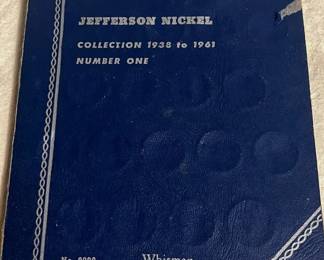 JEFFERSON NICKEL
COLLECTION 1938 to 1961
NUMBER ONE
Whitman